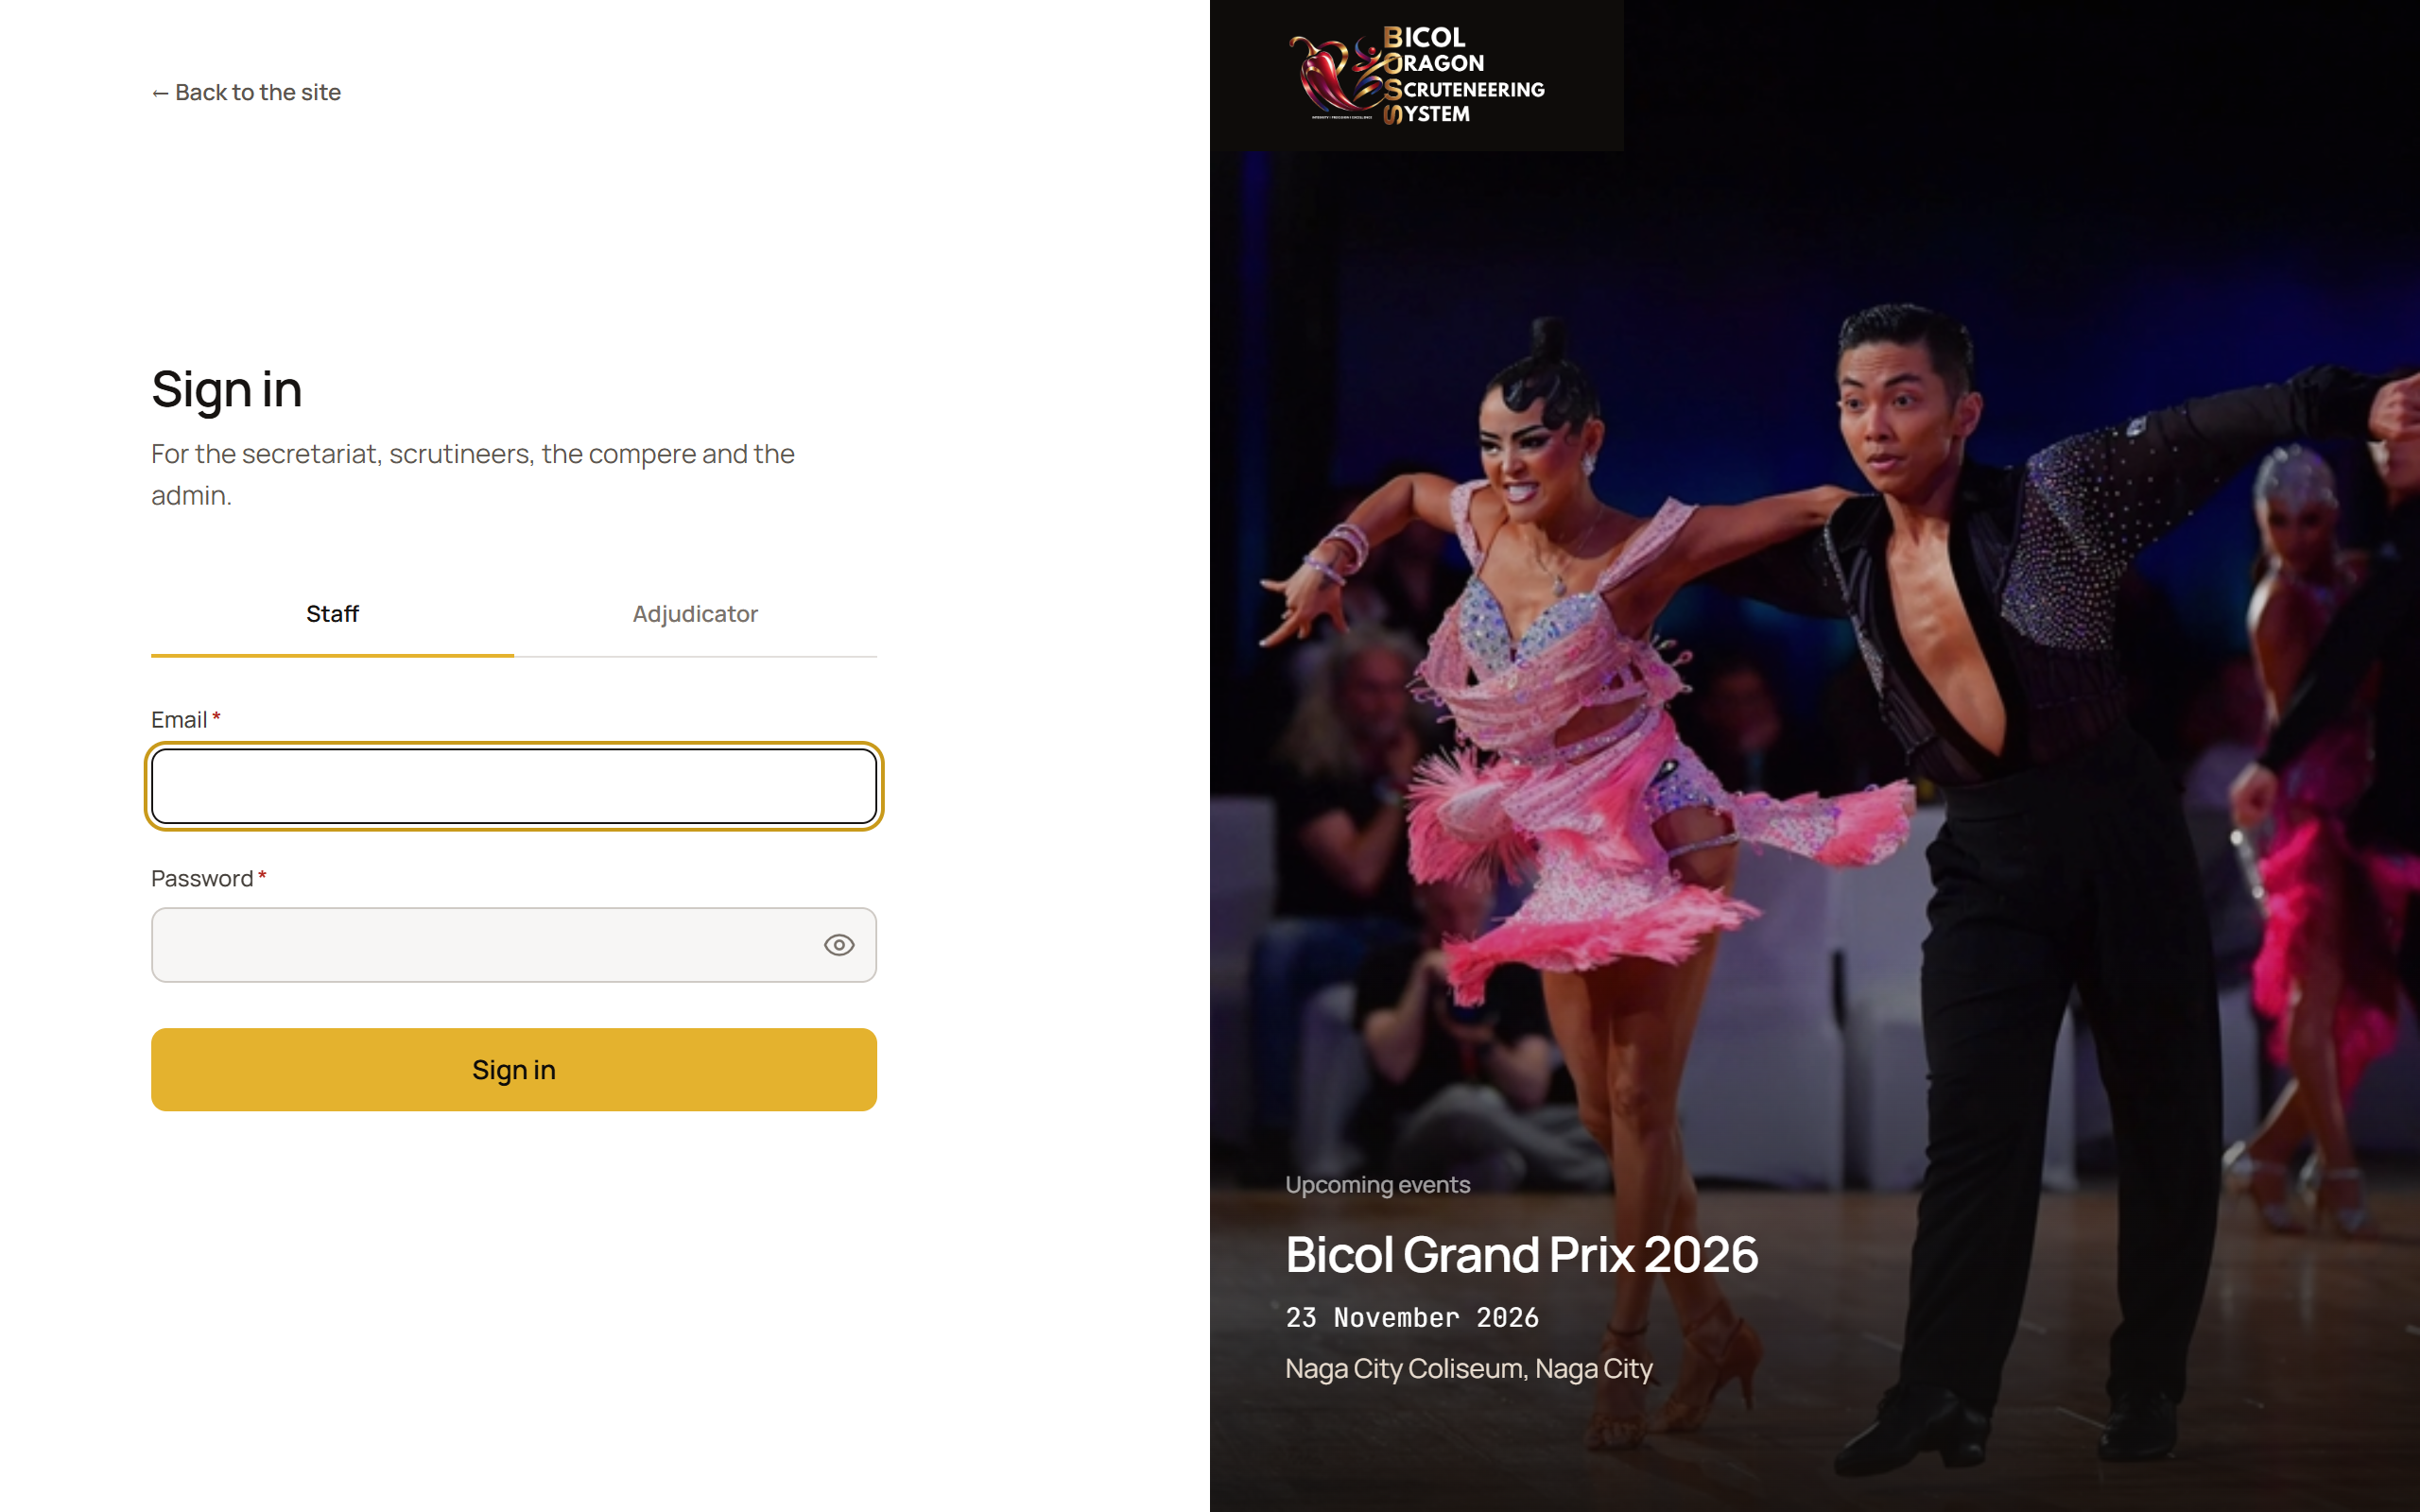 ← Back to the site
Sign in
For the secretariat, scrutineers, the compere and the
admin.
Staff
Adjudicator
Email *
Password *
Sign in
BICOL
ORAGON
SCRUTENEERING
SYSTEM
Upcoming events
Bicol Grand Prix 2026
23 November 2026
Naga City Coliseum, Naga City